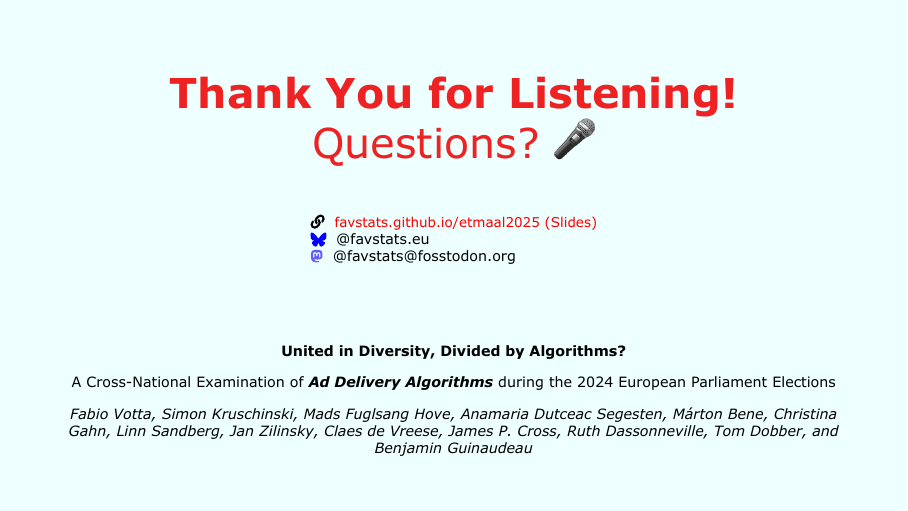 Thank You for Listening!
Questions?
favstats.github.io/etmaal2025 (Slides)
@favstats.eu
@favstats@fosstodon.org
United in Diversity, Divided by Algorithms?
A Cross-National Examination of Ad Delivery Algorithms during the 2024 European Parliament Elections
Fabio Votta, Simon Kruschinski, Mads Fuglsang Hove, Anamaria Dutceac Segesten, Márton Bene, Christina
Gahn, Linn Sandberg, Jan Zilinsky, Claes de Vreese, James P. Cross, Ruth Dassonneville, Tom Dobber, and
Benjamin Guinaudeau